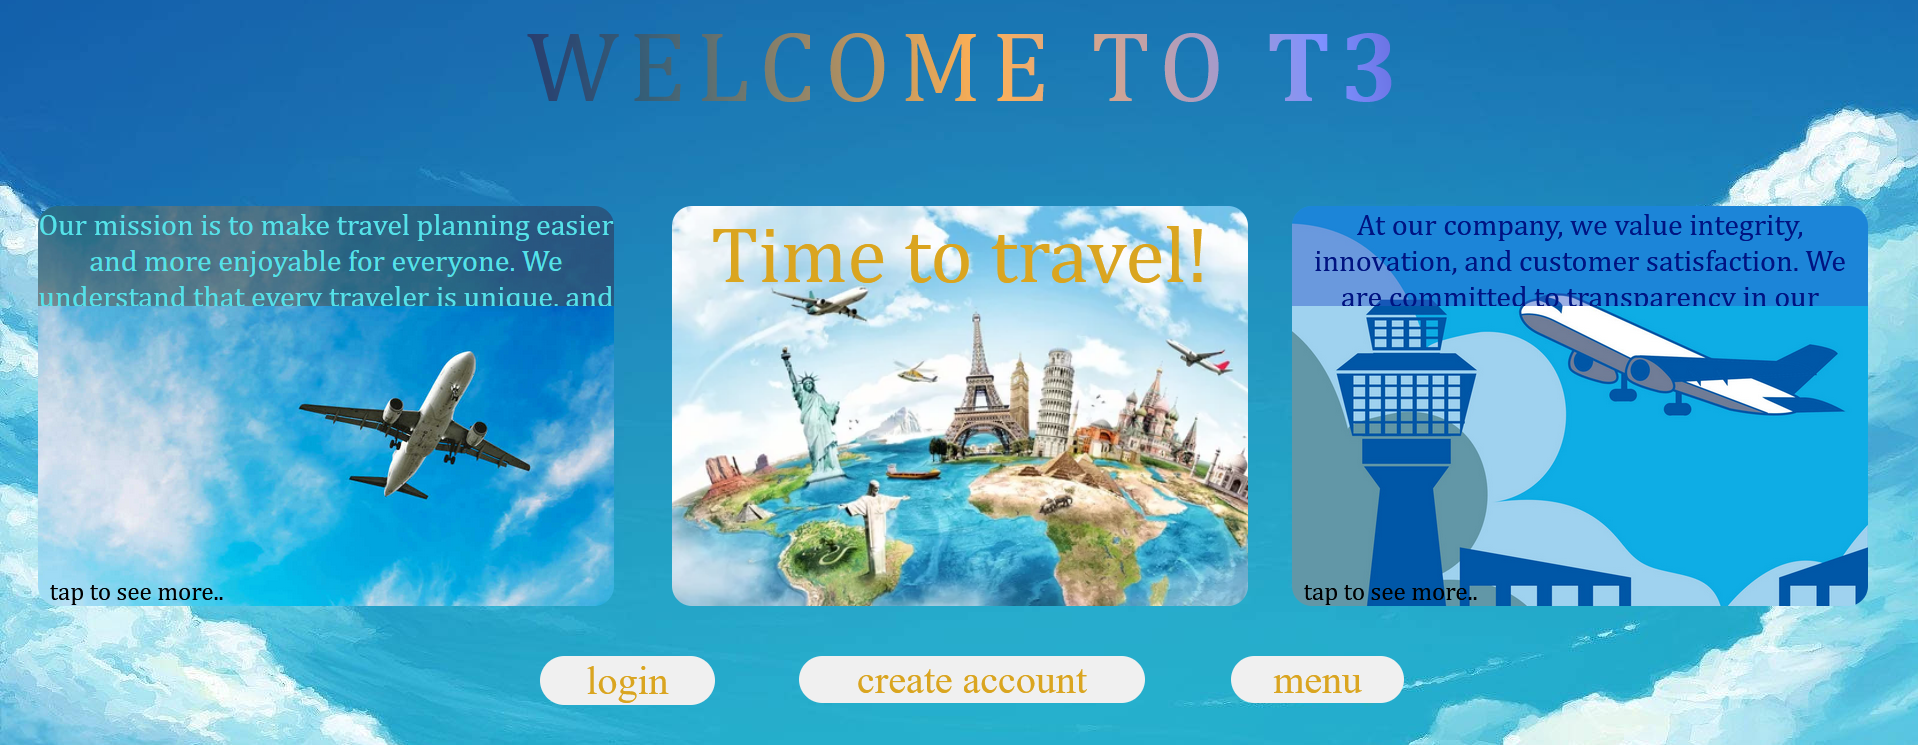 WELCOME TO T3
Our mission is to make travel planning easier
and more enjoyable for everyone. We
understand that every traveler is unique, and
tap to see more..
Time to travel!
At our company, we value integrity,
innovation, and customer satisfaction. We
are committed to transparency in our
tap to see more..
login
create account
menu